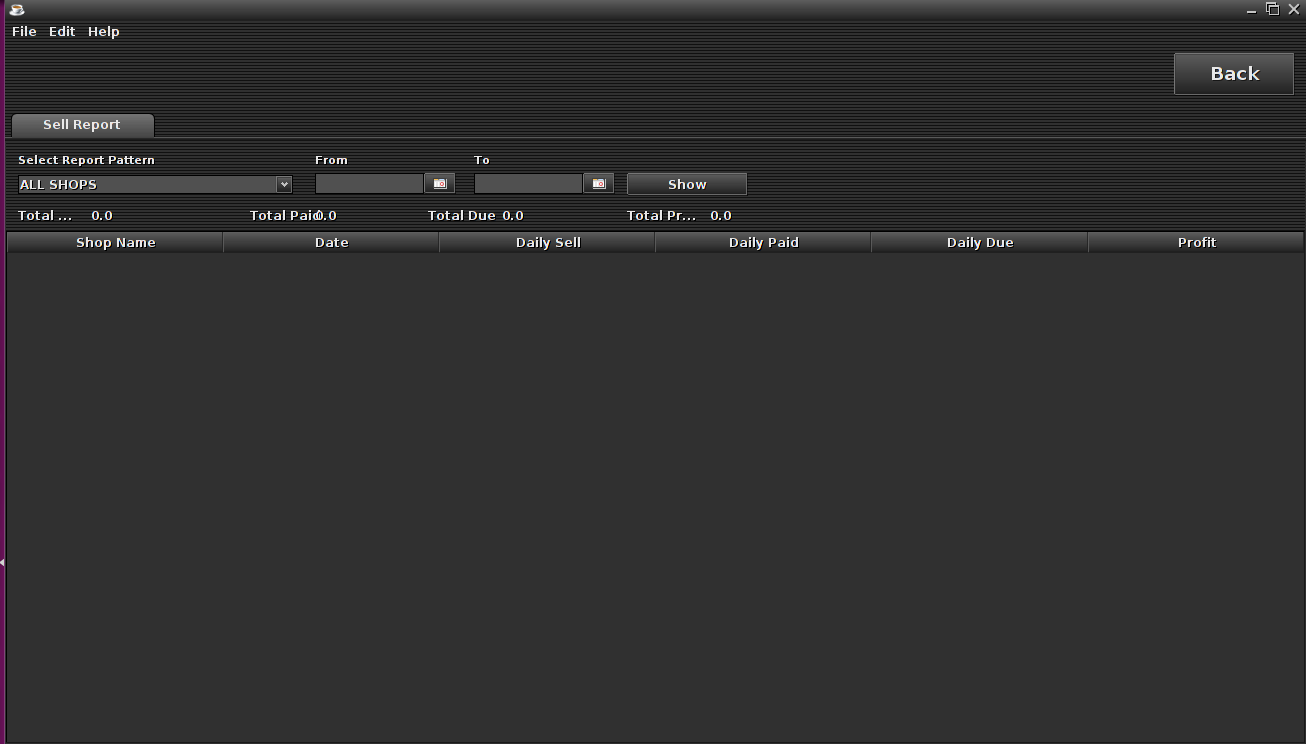 File Edit Help
Back
Sell Report
Select Report Pattern From To
ALL SHOPS Show
Total ... 0.0 Total Paid 0.0 Total Due 0.0 Total Pr... 0.0
Shop Name Date Daily Sell Daily Paid Daily Due Profit